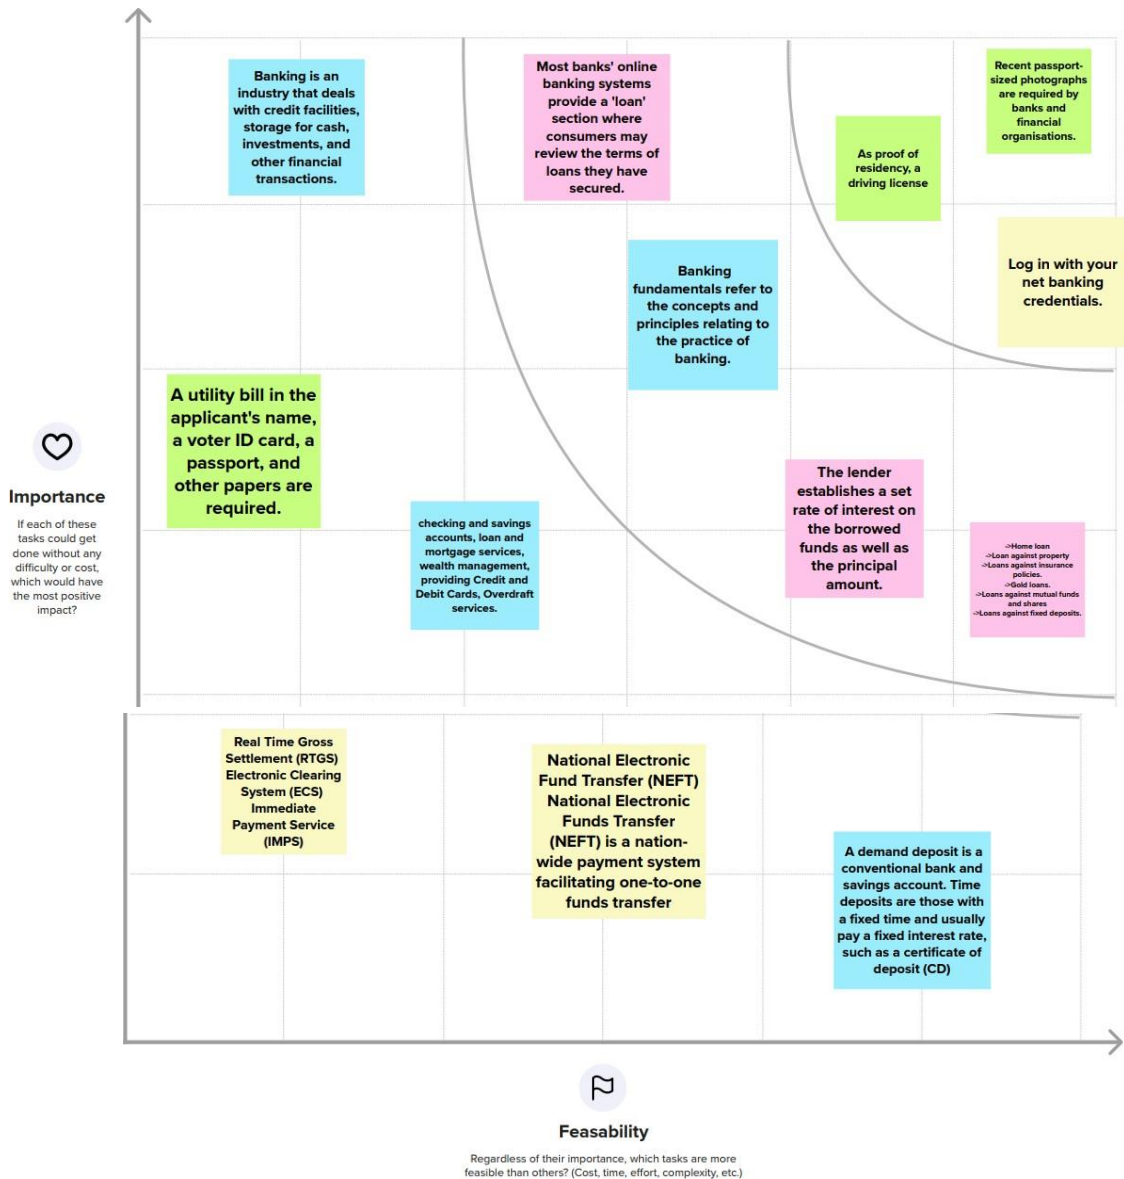 Banking is an
industry that deals
with credit facilities,
storage for cash,
investments, and
other financial
transactions.
Most banks' online
banking systems
provide a 'loan'
section where
consumers may
review the terms of
loans they have
secured.
Recent passport-
sized photographs
are required by
banks and
financial
organisations.
As proof of
residency, a
driving license
Banking
fundamentals refer to
the concepts and
principles relating to
the practice of
banking.
Log in with your
net banking
credentials.
A utility bill in the
applicant's name,
a voter ID card, a
passport, and
other papers are
required.
Importance
If each of these
tasks could get
done without any
difficulty or cost,
which would have
the most positive
impact?
checking and savings
accounts, loan and
mortgage services,
wealth management,
providing Credit and
Debit Cards, Overdraft
services.
The lender
establishes a set
rate of interest on
the borrowed
funds as well as
the principal
amount.
->Home loan
->Loan against property
->Loans against insurance
policies.
->Gold loans.
->Loans against mutual funds
and shares
->Loans against fixed deposits.
Real Time Gross
Settlement (RTGS)
Electronic Clearing
System (ECS)
Immediate
Payment Service
(IMPS)
National Electronic
Fund Transfer (NEFT)
National Electronic
Funds Transfer
(NEFT) is a nation-
wide payment system
facilitating one-to-one
funds transfer
A demand deposit is a
conventional bank and
savings account. Time
deposits are those with
a fixed time and usually
pay a fixed interest rate,
such as a certificate of
deposit (CD)
Feasability
Regardless of their importance, which tasks are more
feasible than others? (Cost, time, effort, complexity, etc.)